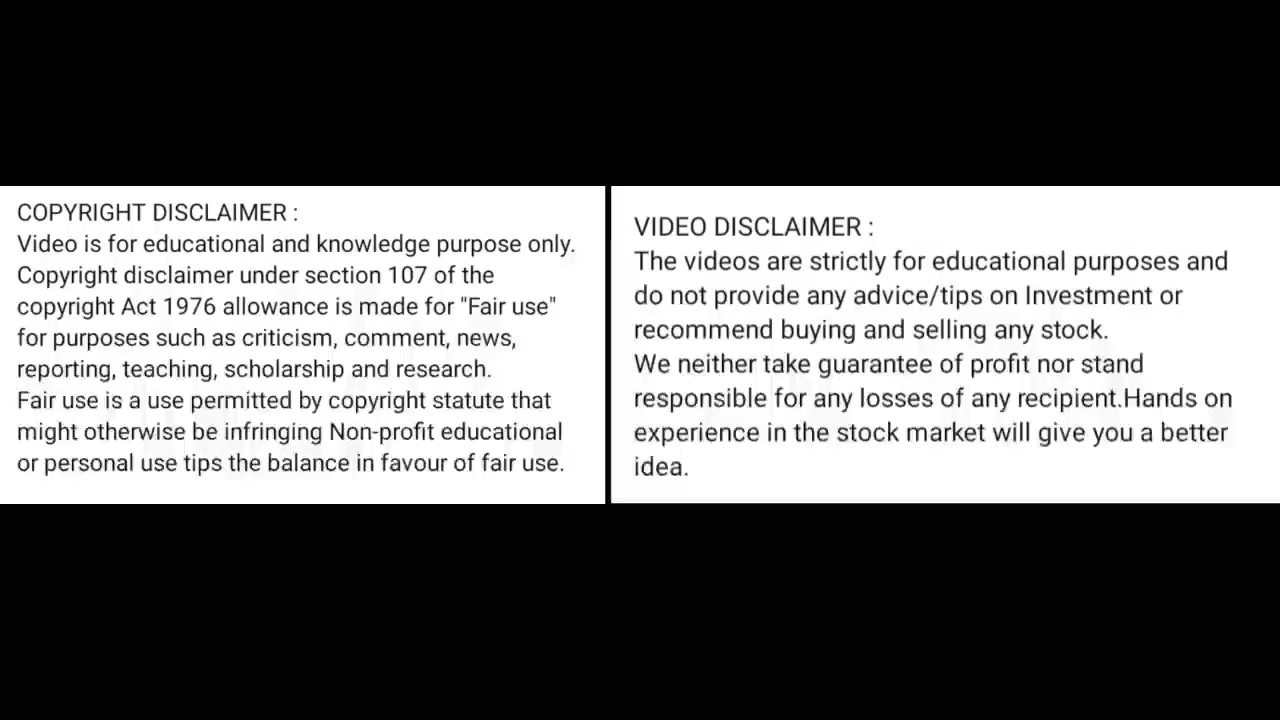 COPYRIGHT DISCLAIMER :
Video is for educational and knowledge purpose only.
Copyright disclaimer under section 107 of the
copyright Act 1976 allowance is made for "Fair use"
for purposes such as criticism, comment, news,
reporting, teaching, scholarship and research.
Fair use is a use permitted by copyright statute that
might otherwise be infringing Non-profit educational
or personal use tips the balance in favour of fair use.
VIDEO DISCLAIMER :
The videos are strictly for educational purposes and
do not provide any advice/tips on Investment or
recommend buying and selling any stock.
We neither take guarantee of profit nor stand
responsible for any losses of any recipient.Hands on
experience in the stock market will give you a better
idea.